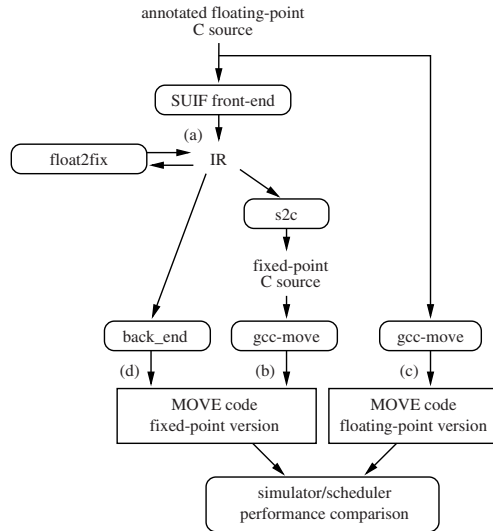 annotated floating-point
C source
SUIF front-end
(a)
float2fix
IR
s2c
fixed-point
C source
back_end
gcc-move
gcc-move
(d)
(b)
(c)
MOVE code
fixed-point version
MOVE code
floating-point version
simulator/scheduler
performance comparison